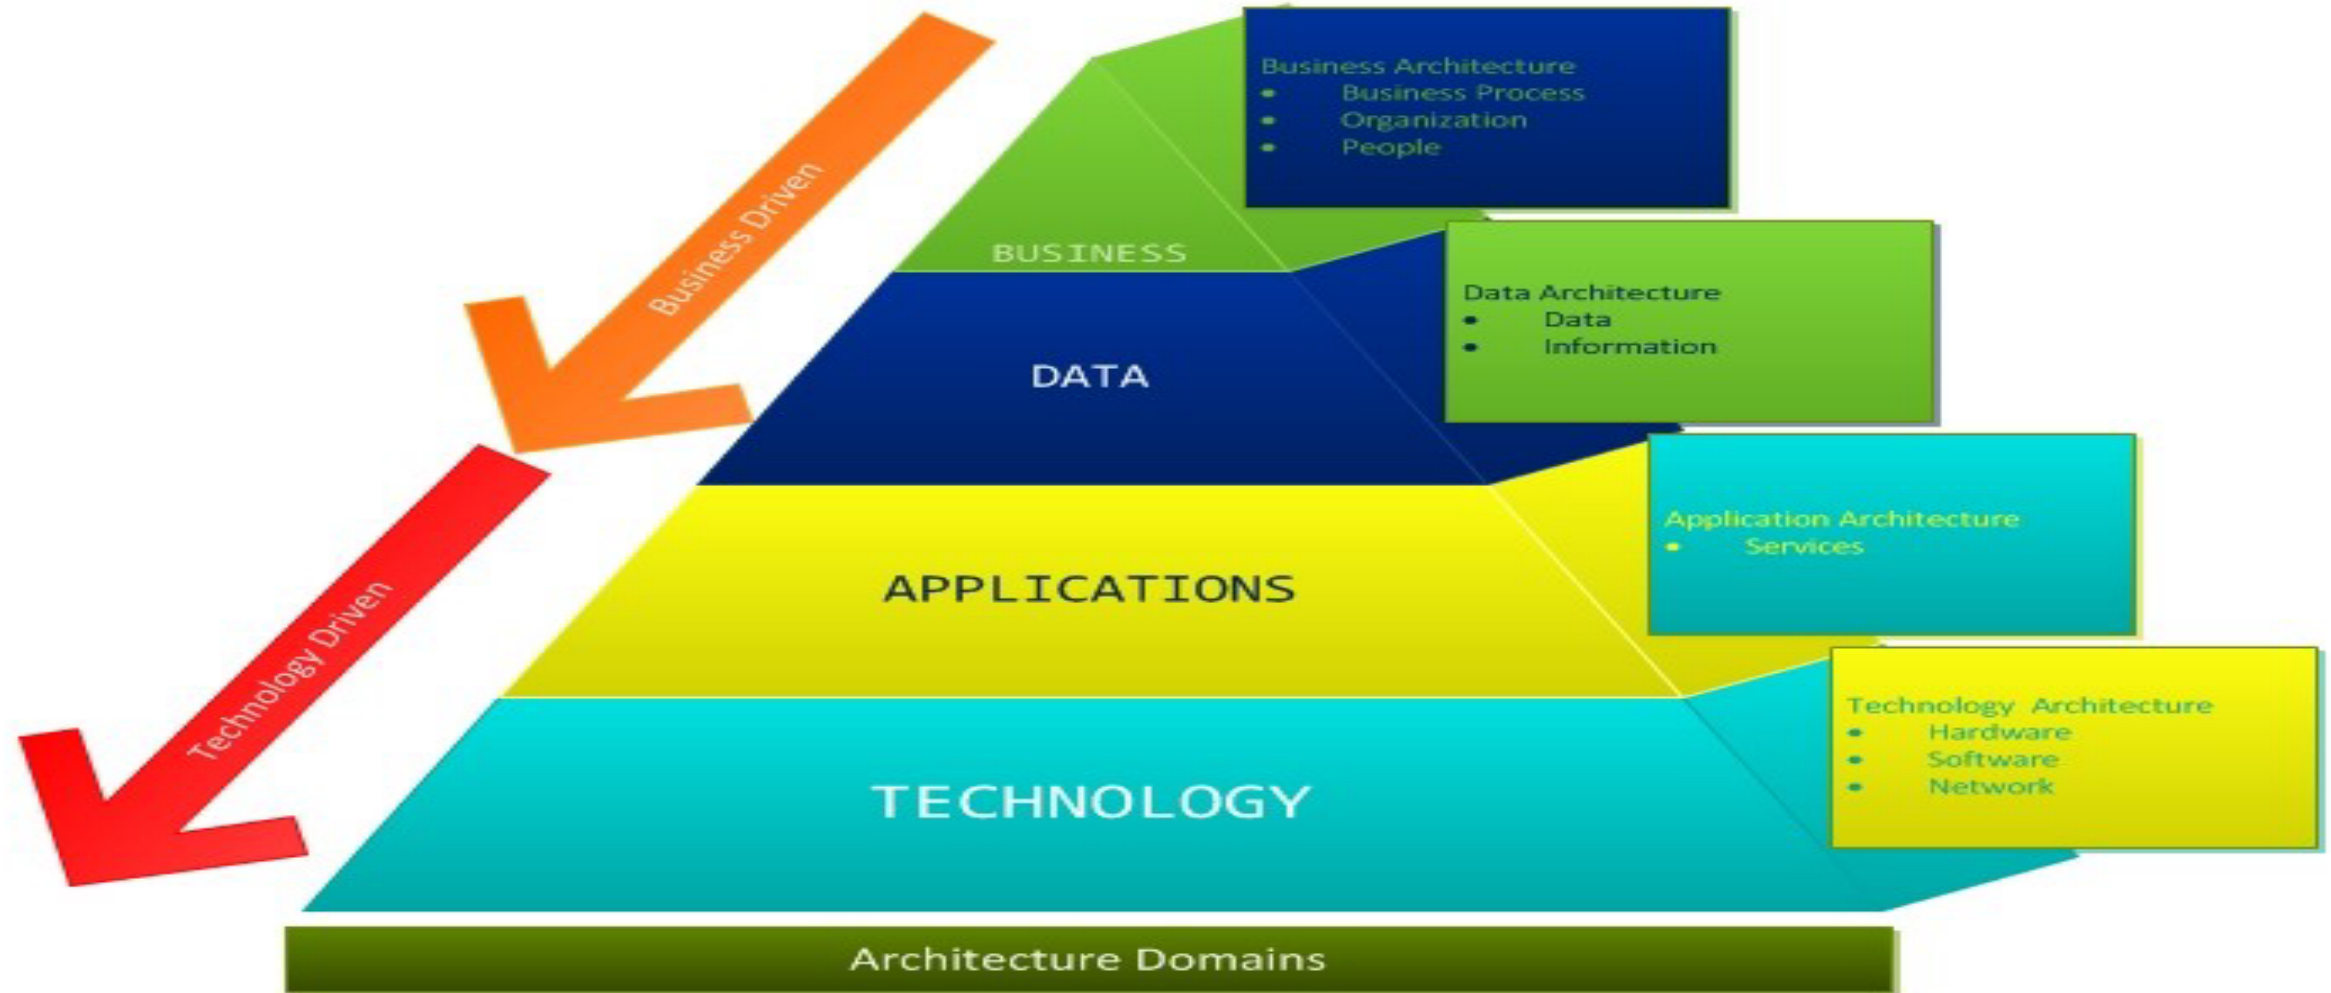 Business Driven
Technology Driven
BUSINESS
DATA
APPLICATIONS
TECHNOLOGY
Business Architecture
• Business Process
• Organization
• People
Data Architecture
• Data
• Information
Application Architecture
• Services
Technology Architecture
• Hardware
• Software
• Network
Architecture Domains